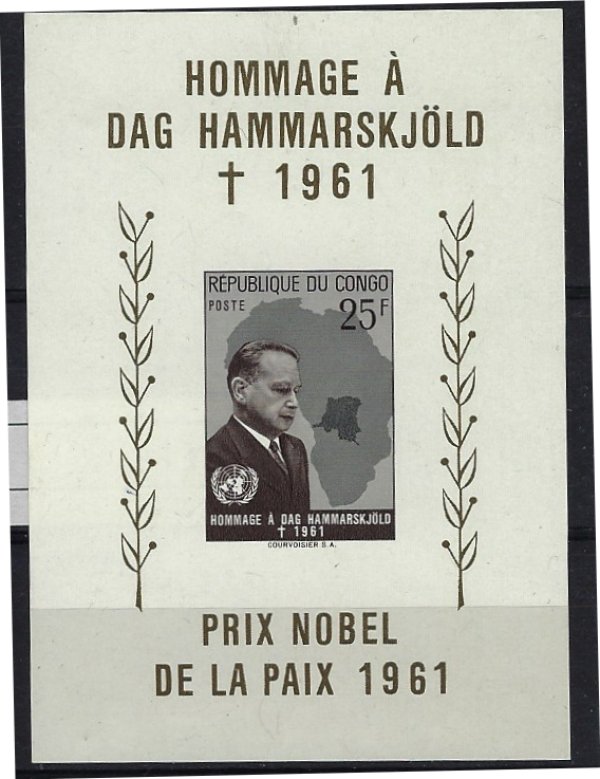 HOMMAGE À
DAG HAMMARSKJÖLD
† 1961
RÉPUBLIQUE DU CONGO
POSTE
25F
HOMMAGE À DAG HAMMARSKJÖLD
† 1961
COURVOISIER S.A.
PRIX NOBEL
DE LA PAIX 1961